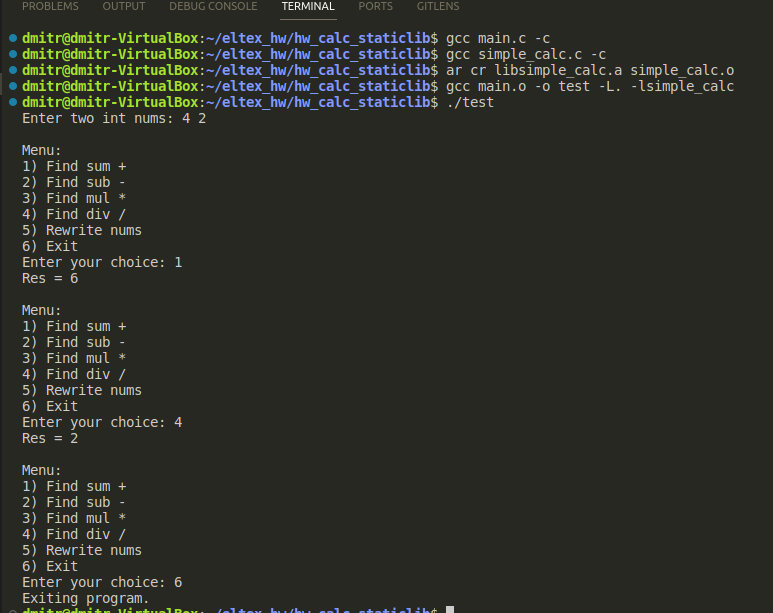 PROBLEMS OUTPUT DEBUG CONSOLE TERMINAL PORTS GITLENS
dmitr@dmitr-VirtualBox:~/eltex_hw/hw_calc_staticlib$ gcc main.c -c
dmitr@dmitr-VirtualBox:~/eltex_hw/hw_calc_staticlib$ gcc simple_calc.c -c
dmitr@dmitr-VirtualBox:~/eltex_hw/hw_calc_staticlib$ ar cr libsimple_calc.a simple_calc.o
dmitr@dmitr-VirtualBox:~/eltex_hw/hw_calc_staticlib$ gcc main.o -o test -L. -lsimple_calc
dmitr@dmitr-VirtualBox:~/eltex_hw/hw_calc_staticlib$ ./test
Enter two int nums: 4 2
Menu:
1) Find sum +
2) Find sub -
3) Find mul *
4) Find div /
5) Rewrite nums
6) Exit
Enter your choice: 1
Res = 6
Menu:
1) Find sum +
2) Find sub -
3) Find mul *
4) Find div /
5) Rewrite nums
6) Exit
Enter your choice: 4
Res = 2
Menu:
1) Find sum +
2) Find sub -
3) Find mul *
4) Find div /
5) Rewrite nums
6) Exit
Enter your choice: 6
Exiting program.
dmitr@dmitr-VirtualBox:~/eltex_hw/hw_calc_staticlib$